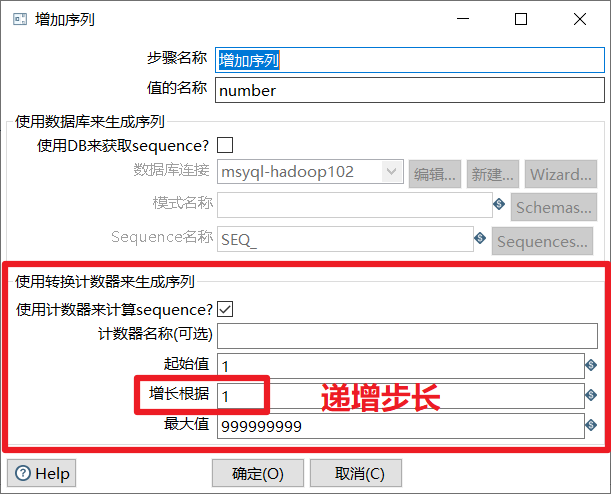 增加序列
步骤名称 增加序列
值的名称 number
使用数据库来生成序列
使用DB来获取sequence?
数据库连接 msyql-hadoop102 编辑... 新建... Wizard...
模式名称 Schemas...
Sequence名称 SEQ_ Sequences...
使用转换计数器来生成序列
使用计数器来计算sequence?
计数器名称(可选)
起始值 1
增长根据 1 递增步长
最大值 999999999
Help 确定(O) 取消(C)